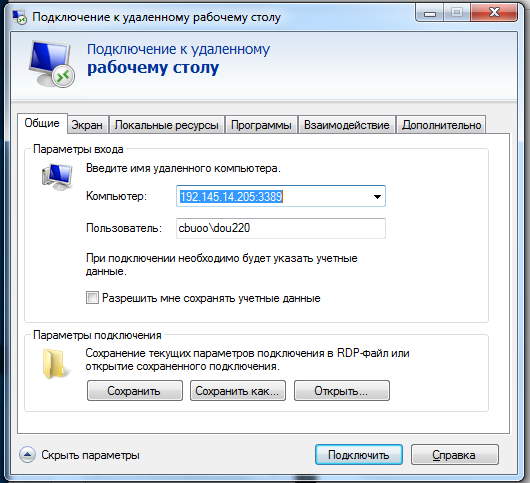 Подключение к удаленному рабочему столу
Подключение к удаленному
рабочему столу
Общие Экран Локальные ресурсы Программы Взаимодействие Дополнительно
Параметры входа
Введите имя удаленного компьютера.
Компьютер: 192.145.14.205:3389
Пользователь: cbuoo\dou220
При подключении необходимо будет указать учетные
данные.
Разрешить мне сохранять учетные данные
Параметры подключения
Сохранение текущих параметров подключения в RDP-файл или
открытие сохраненного подключения.
Сохранить Сохранить как... Открыть...
Скрыть параметры Подключить Справка